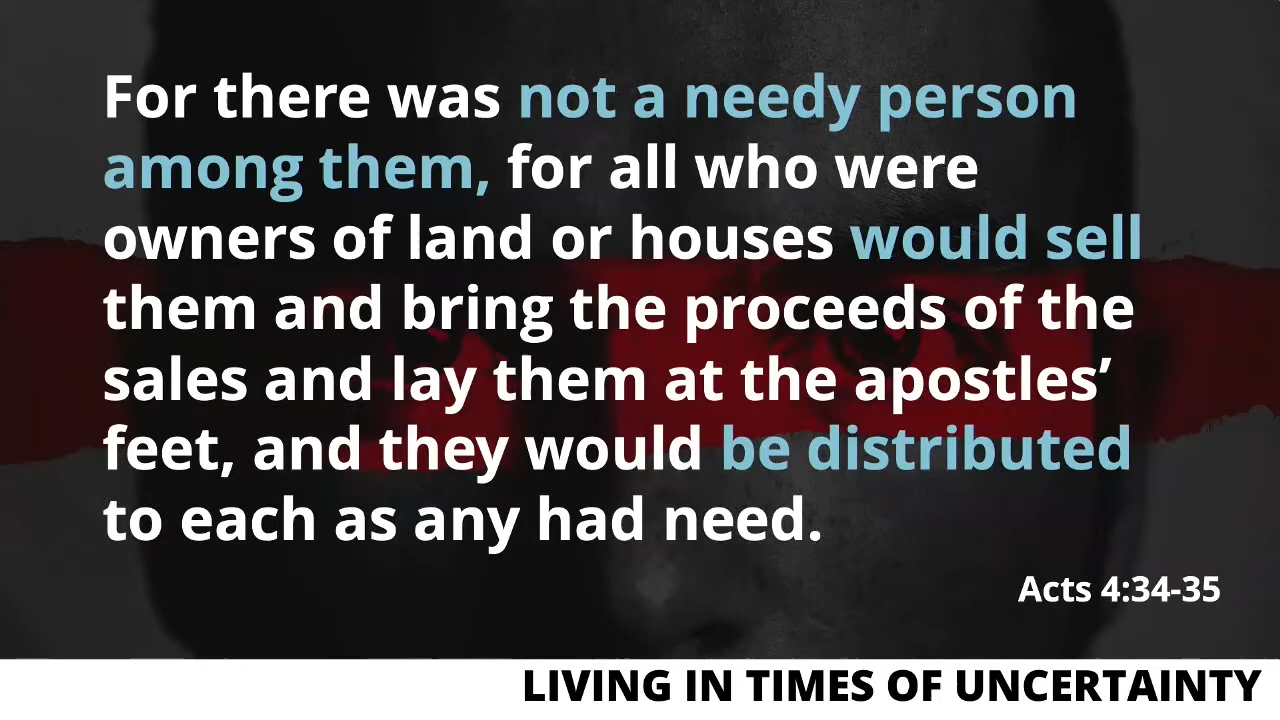 For there was not a needy person
among them, for all who were
owners of land or houses would sell
them and bring the proceeds of the
sales and lay them at the apostles’
feet, and they would be distributed
to each as any had need.
Acts 4:34-35
LIVING IN TIMES OF UNCERTAINTY